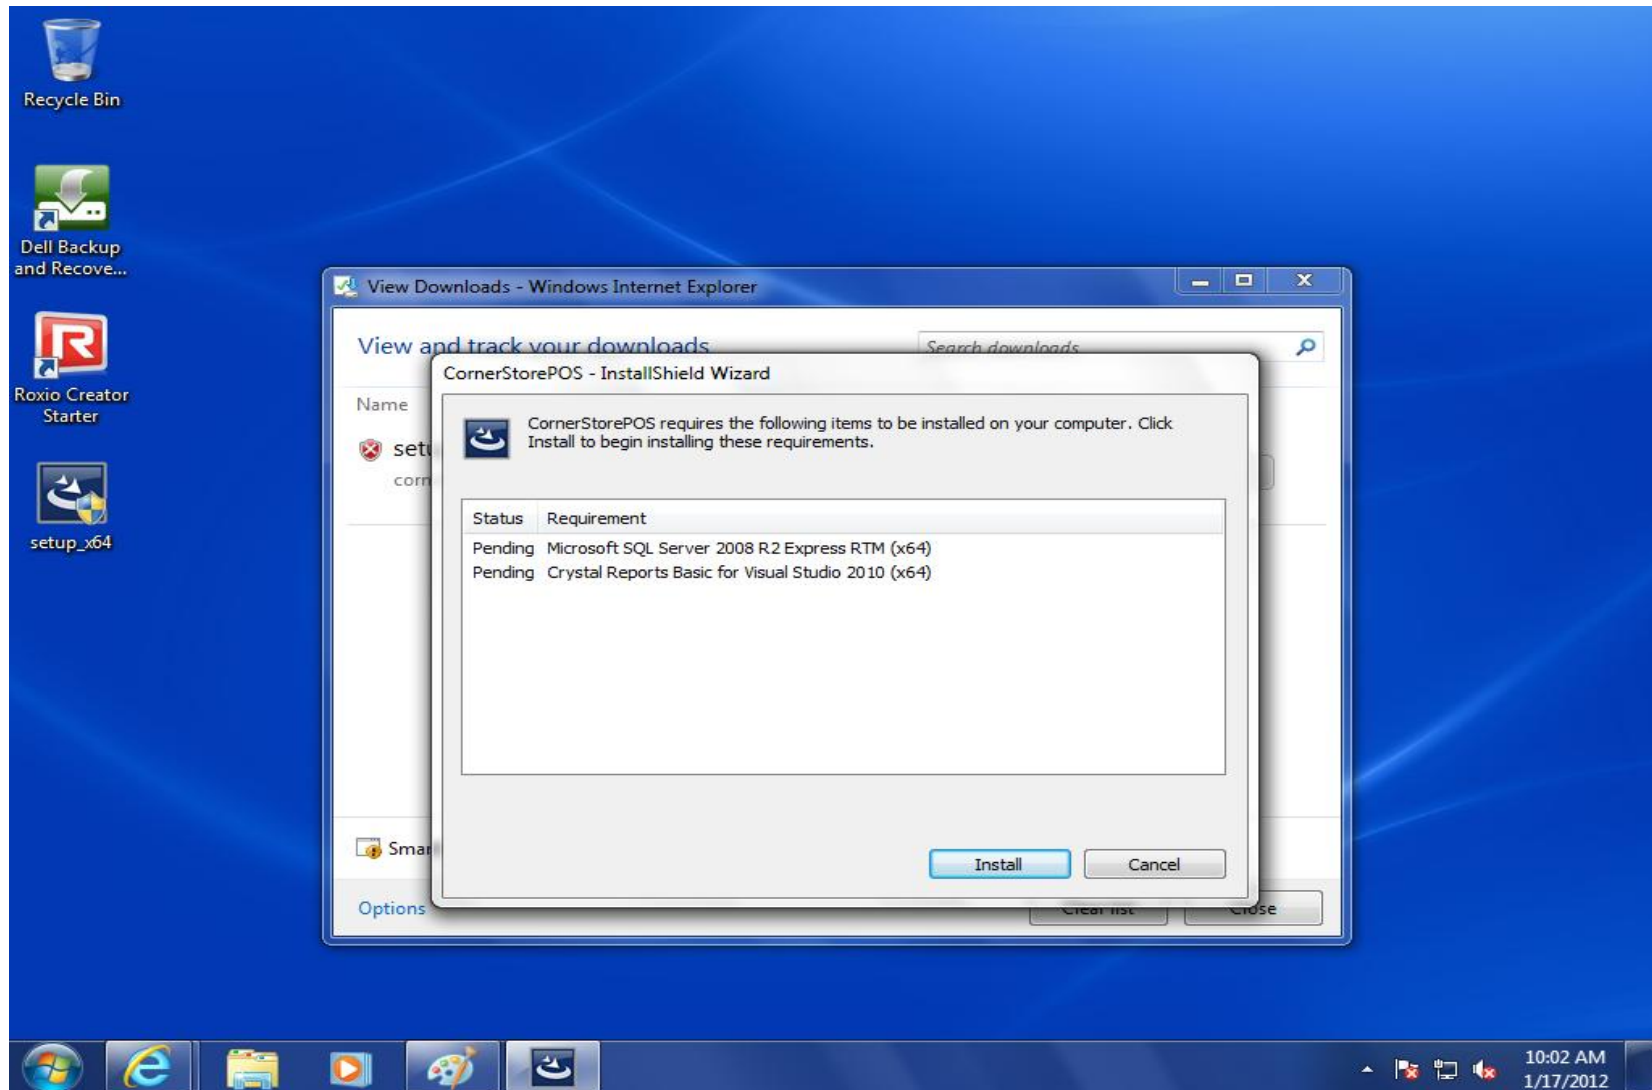 Recycle Bin
Dell Backup
and Recove...
Roxio Creator
Starter
setup_x64
View Downloads - Windows Internet Explorer
View and track your downloads
Search downloads
Name
CornerStorePOS - InstallShield Wizard
CornerStorePOS requires the following items to be installed on your computer. Click
Install to begin installing these requirements.
Status Requirement
Pending Microsoft SQL Server 2008 R2 Express RTM (x64)
Pending Crystal Reports Basic for Visual Studio 2010 (x64)
Install Cancel
Options
Clear list Close
10:02 AM
1/17/2012